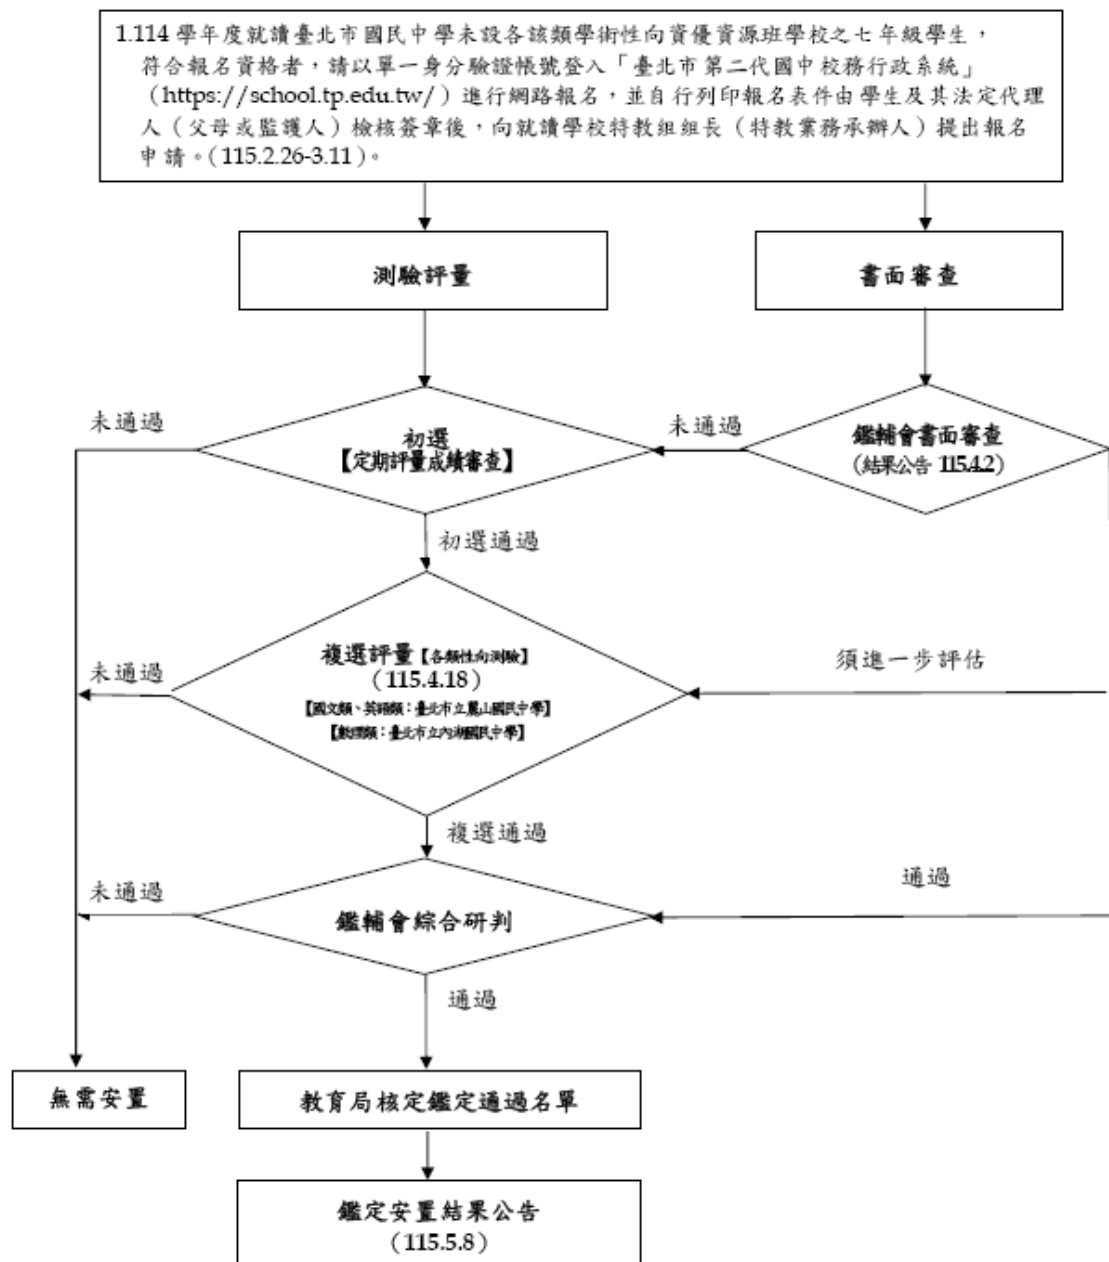 1.114 學年度就讀臺北市國民中學未設各該類學術性向資優資源班學校之七年級學生，
符合報名資格者，請以單一身分驗證帳號登入「臺北市第二代國中校務行政系統」
（https://school.tp.edu.tw/）進行網路報名，並自行列印報名表件由學生及其法定代理
人（父母或監護人）檢核簽章後，向就讀學校特教組組長（特教業務承辦人）提出報名
申請。(115.2.26-3.11)。
測驗評量
書面審查
未通過
初選
【定期評量成績審查】
未通過
鑑輔會書面審查
(結果公告 115.4.2)
初選通過
未通過
複選評量【各類性向測驗】
（115.4.18）
【國文類、英語類：臺北市立麗山國民中學】
【數理類：臺北市立內湖國民中學】
須進一步評估
複選通過
未通過
鑑輔會綜合研判
通過
通過
無需安置
教育局核定鑑定通過名單
鑑定安置結果公告
（115.5.8）